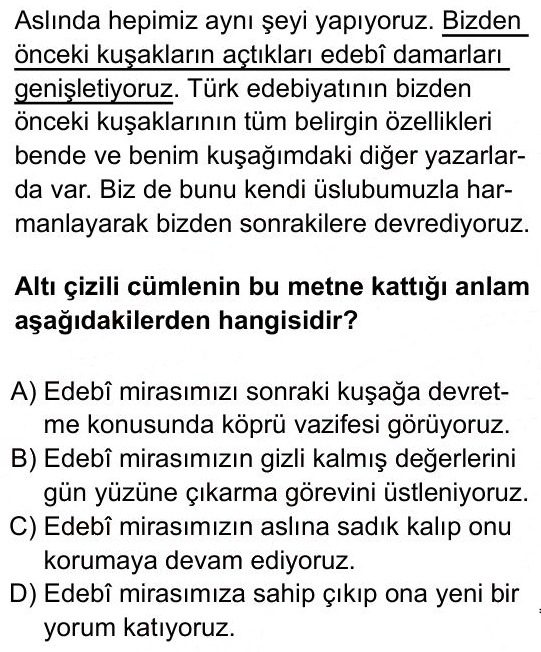 Aslında hepimiz aynı şeyi yapıyoruz. Bizden
önceki kuşakların açtıkları edebî damarları
genişletiyoruz. Türk edebiyatının bizden
önceki kuşaklarının tüm belirgin özellikleri
bende ve benim kuşağımdaki diğer yazarlar-
da var. Biz de bunu kendi üslubumuzla har-
manlayarak bizden sonrakilere devrediyoruz.
Altı çizili cümlenin bu metne kattığı anlam
aşağıdakilerden hangisidir?
A) Edebî mirasımızı sonraki kuşağa devret-
me konusunda köprü vazifesi görüyoruz.
B) Edebî mirasımızın gizli kalmış değerlerini
gün yüzüne çıkarma görevini üstleniyoruz.
C) Edebî mirasımızın aslına sadık kalıp onu
korumaya devam ediyoruz.
D) Edebî mirasımıza sahip çıkıp ona yeni bir
yorum katıyoruz.